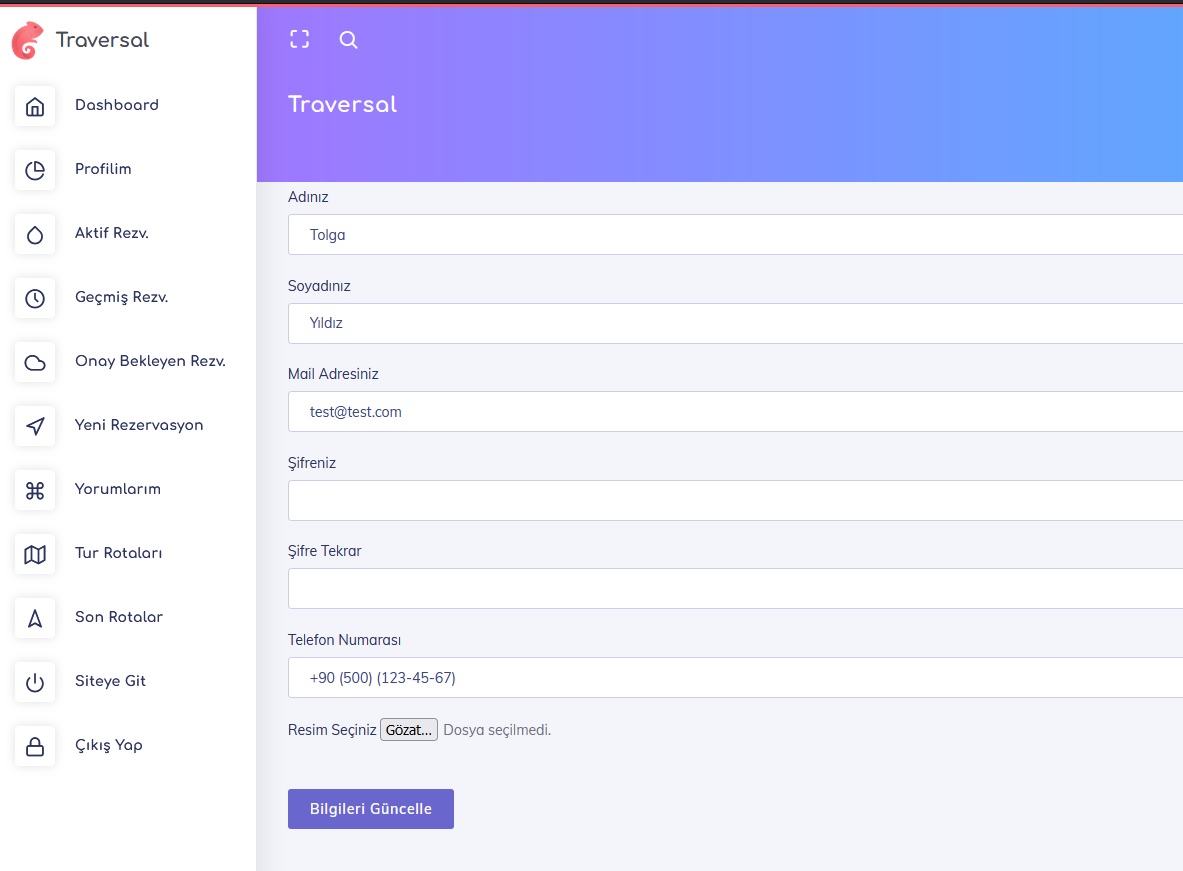 Traversal
Dashboard
Profilim
Aktif Rezv.
Geçmiş Rezv.
Onay Bekleyen Rezv.
Yeni Rezervasyon
Yorumlarım
Tur Rotaları
Son Rotalar
Siteye Git
Çıkış Yap
Traversal
Adınız
Tolga
Soyadınız
Yıldız
Mail Adresiniz
test@test.com
Şifreniz
Şifre Tekrar
Telefon Numarası
+90 (500) (123-45-67)
Resim Seçiniz Gözat... Dosya seçilmedi.
Bilgileri Güncelle